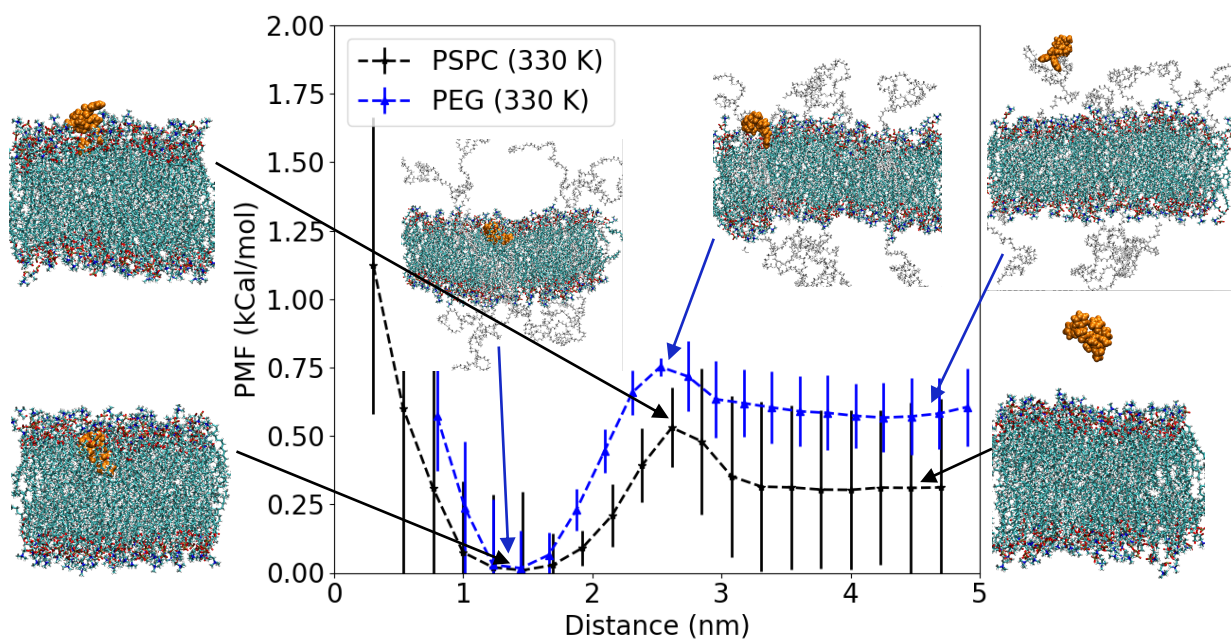 2.00
1.75
1.50
1.25
1.00
0.75
0.50
0.25
0.00
PMF (kCal/mol)
PSPC (330 K)
PEG (330 K)
0 1 2 3 4 5
Distance (nm)